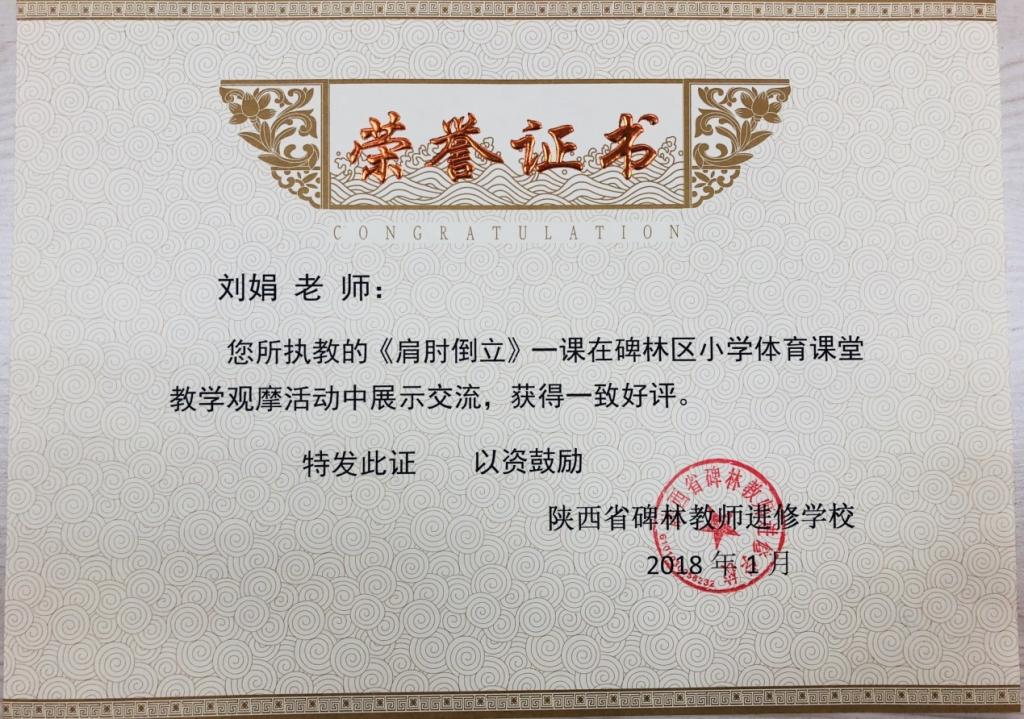 荣誉证书
CONGRATULATION
刘娟 老 师：
您所执教的《肩肘倒立》一课在碑林区小学体育课堂
教学观摩活动中展示交流，获得一致好评。
特发此证 以资鼓励
陕西省碑林教师进修学校
2018 年 1 月